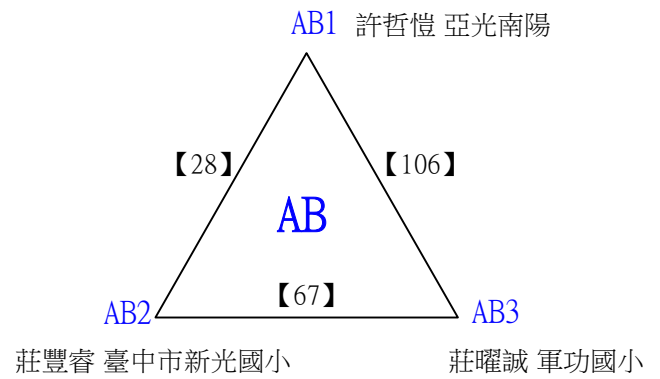 AB1 許哲愷 亞光南陽
【28】 【106】
AB
【67】
AB2 AB3
莊豐睿 臺中市新光國小 莊曜誠 軍功國小